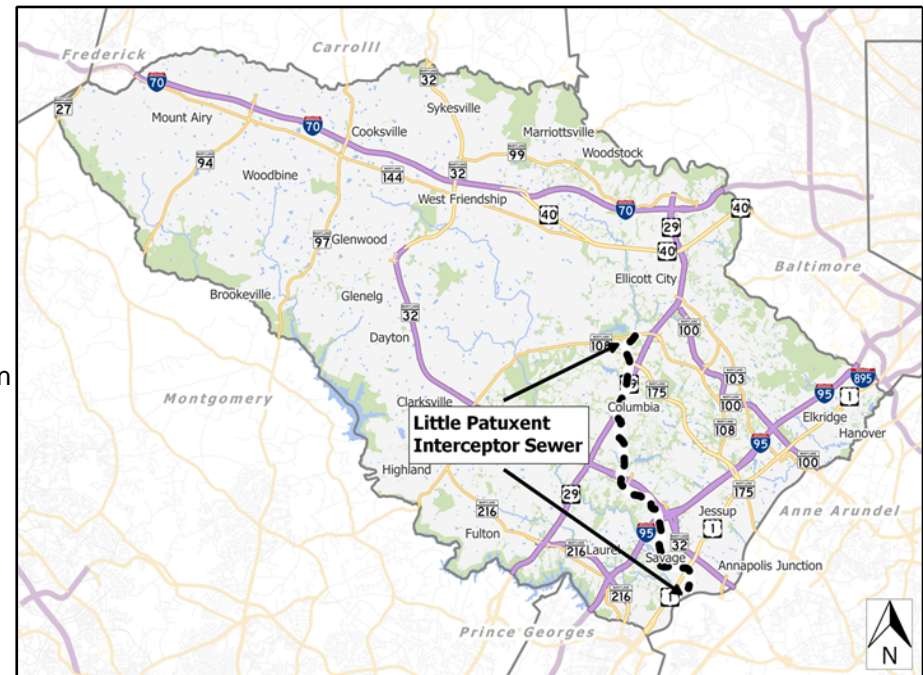 Frederick
Carrolll
27
70
MARYLAND
32
Mount Airy
Sykesville
Cooksville
70
Marriottsville
99
Woodstock
94
Woodbine
144
32
West Friendship
40
70
40
29
97
Glenwood
40
Ellicott City
Baltimore
Brookeville
Glenelg
32
Dayton
108
100
m
Montgomery
Clarksville
175
103
95
895
Columbia
100
1
Elkridge
Little Patuxent
Interceptor Sewer
108
95
Hanover
Highland
100
29
175
216
Jessup
Anne Arundel
Fulton
95
1
216
Laurel
Savage
32
Annapolis Junction
216
1
Prince Georges
N